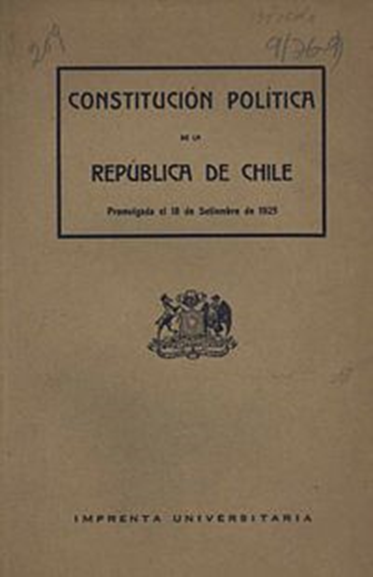 CONSTITUCIÓN POLÍTICA
DE LA
REPÚBLICA DE CHILE
Promulgada el 18 de Setiembre de 1925
IMPRENTA UNIVERSITARIA